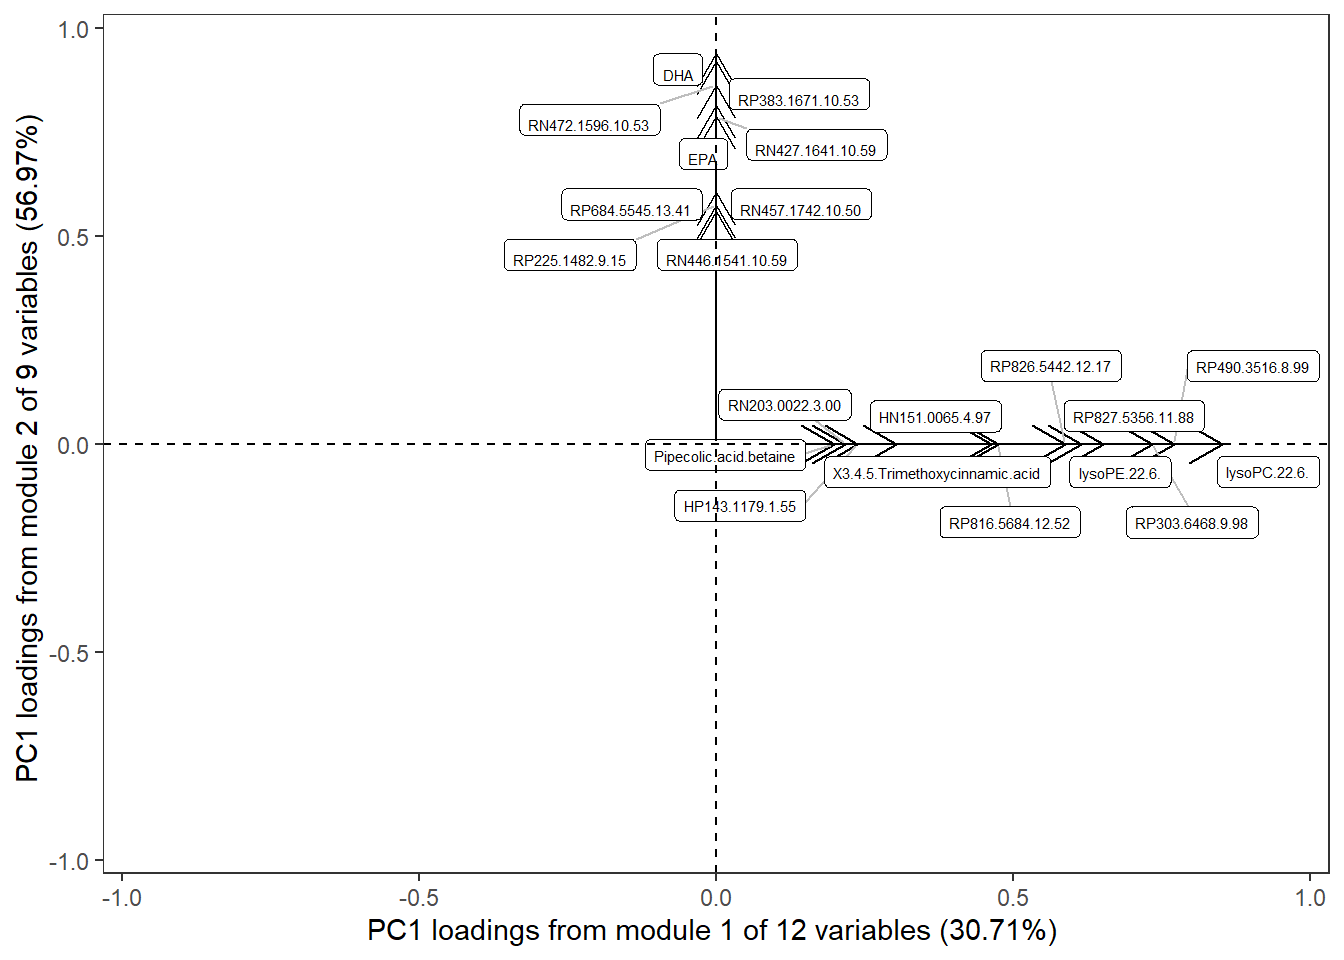 1.0
DHA
RP383.1671.10.53
RN472.1596.10.53
RN427.1641.10.59
EPA
RP684.5545.13.41
RN457.1742.10.50
0.5
RP225.1482.9.15
RN446.1541.10.59
RP826.5442.12.17
RP490.3516.8.99
RN203.0022.3.00
HN151.0065.4.97
RP827.5356.11.88
0.0
Pipecolic.acid.betaine
X3.4.5.Trimethoxycinnamic.acid
lysoPE.22.6.
lysoPC.22.6.
HP143.1179.1.55
RP816.5684.12.52
RP303.6468.9.98
-0.5
-1.0
PC1 loadings from module 2 of 9 variables (56.97%)
-1.0
-0.5
0.0
0.5
1.0
PC1 loadings from module 1 of 12 variables (30.71%)